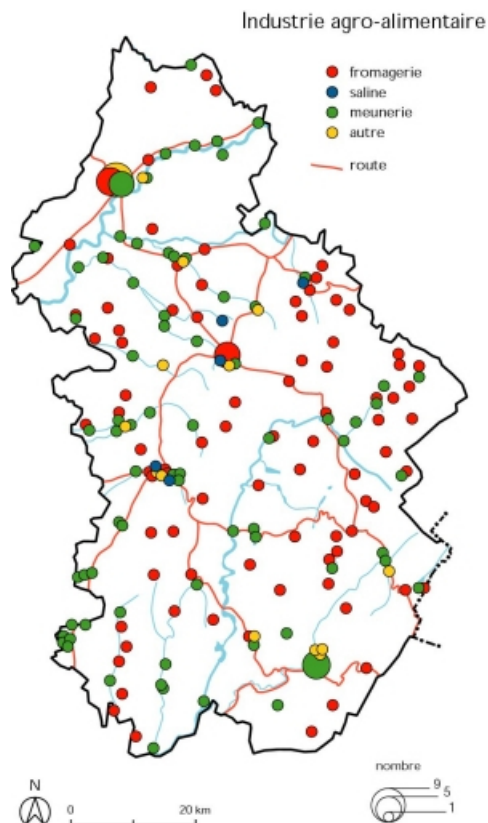 Industrie agro-alimentaire
fromagerie
saline
meunerie
autre
route
nombre
9
5
1
N
0 20 km